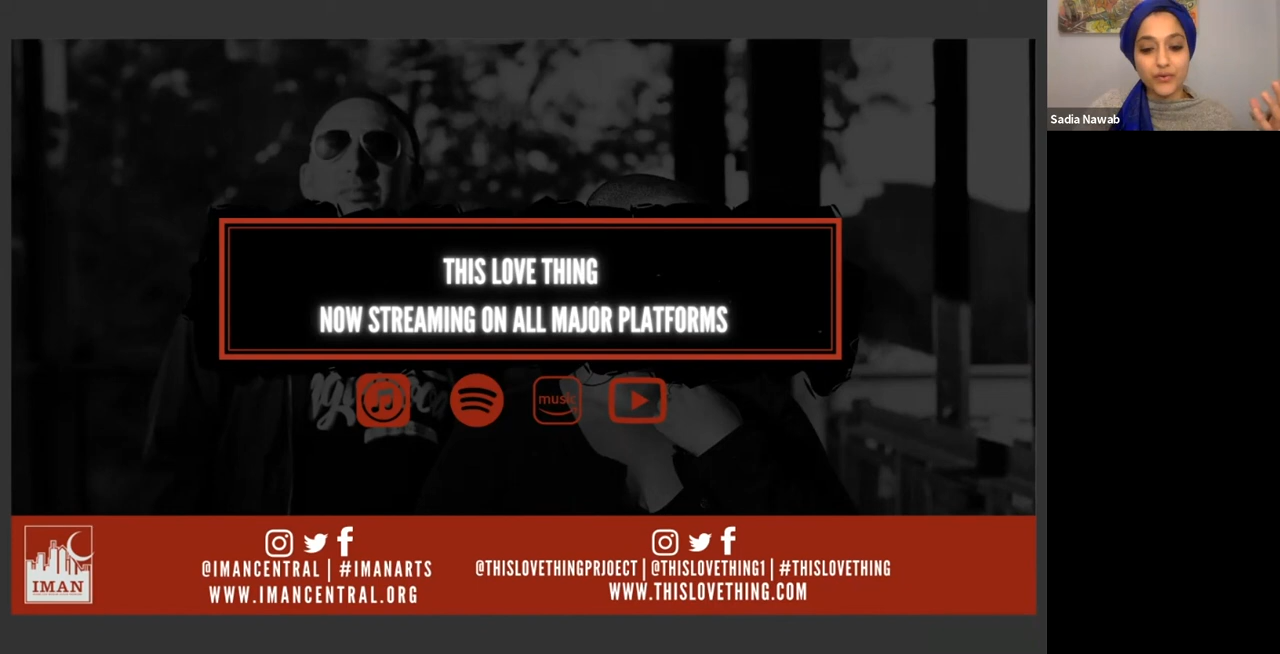 Sadia Nawab
THIS LOVE THING
NOW STREAMING ON ALL MAJOR PLATFORMS
music
@IMANCENTRAL | #IMANARTS
WWW.IMANCENTRAL.ORG
@THISLOVETHINGPRJOECT | @THISLOVETHING1 | #THISLOVETHING
WWW.THISLOVETHING.COM
IMAN